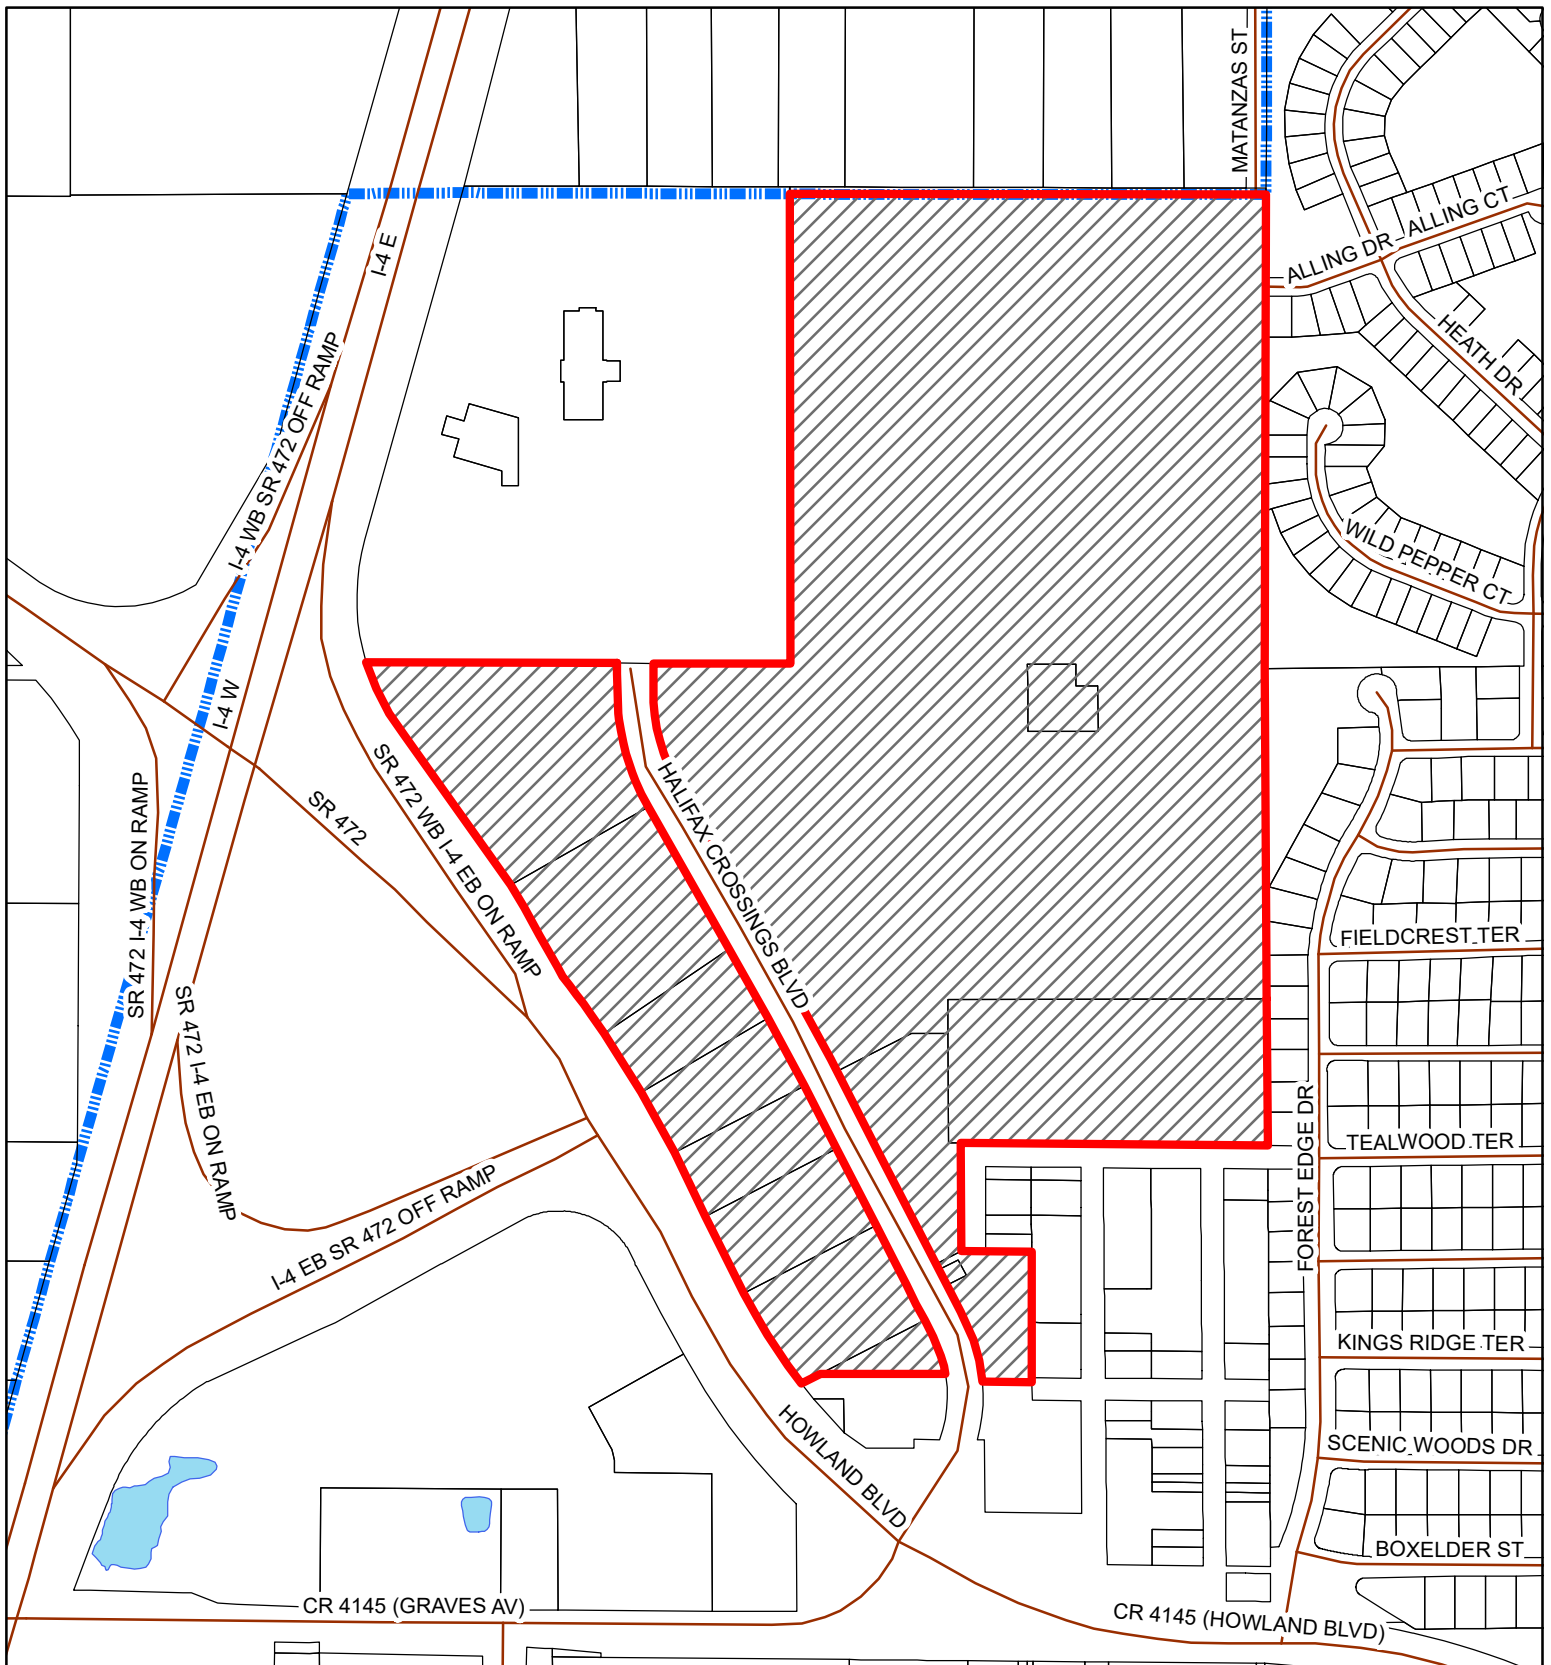 MATANZAS ST
ALLING CT
ALLING DR
I-4 E
HEATH DR
I-4 WB SR 472 OFF RAMP
WILD PEPPER CT
I-4 W
SR 472 WB I-4 EB ON RAMP
HALIFAX CROSSINGS BLVD
SR 472
SR 472 I-4 WB ON RAMP
FIELDCREST TER
SR 472 I-4 EB ON RAMP
FOREST EDGE DR
TEALWOOD TER
I-4 EB SR 472 OFF RAMP
KINGS RIDGE TER
HOWLAND BLVD
SCENIC WOODS DR
BOXELDER ST
CR 4145 (GRAVES AV)
CR 4145 (HOWLAND BLVD)